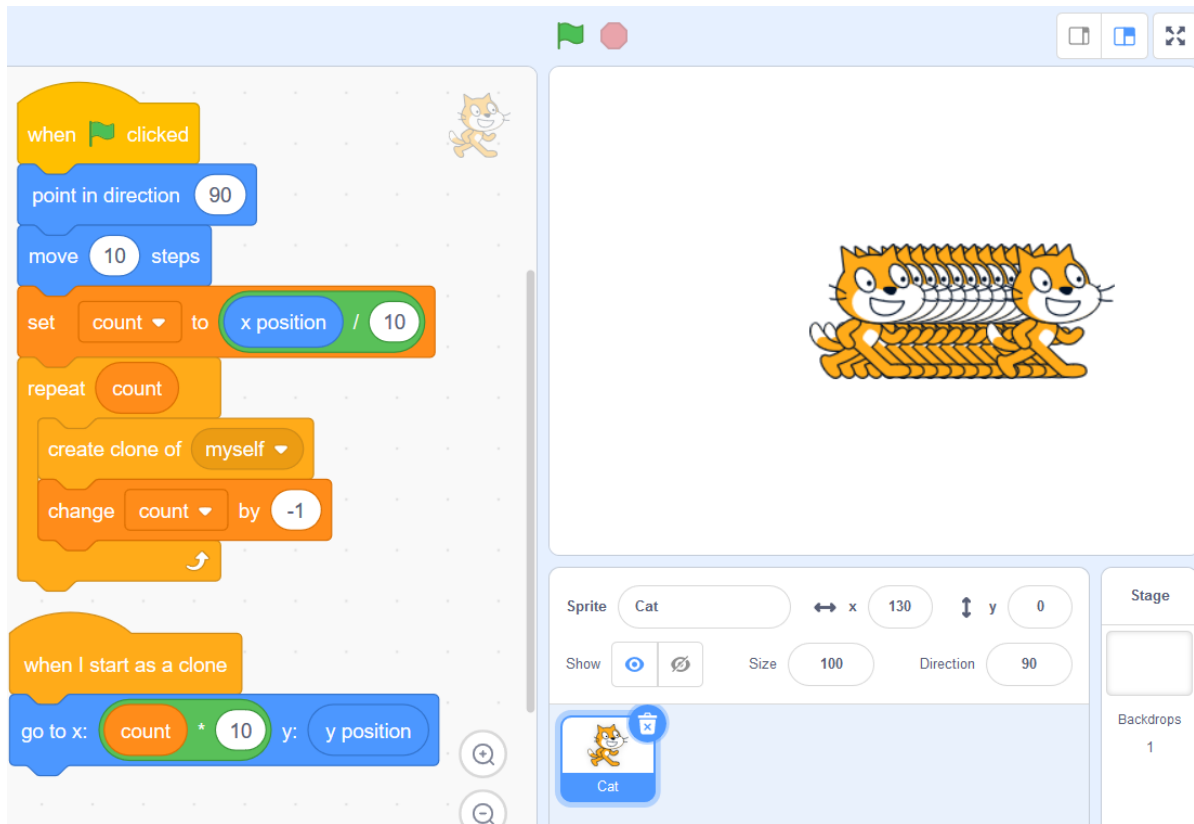 when clicked
point in direction 90
move 10 steps
set count to x position / 10
repeat count
create clone of myself
change count by -1
when I start as a clone
go to x: count * 10 y: y position
Sprite Cat x 130 y 0
Show Size 100 Direction 90
Cat
Stage
Backdrops
1